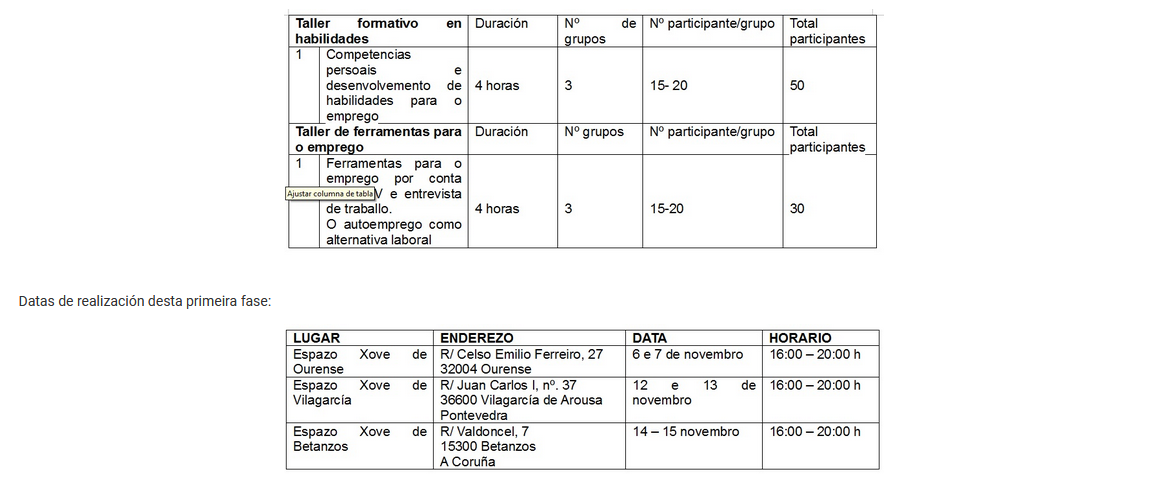 Taller formativo en Duración Nº de Nº participante/grupo Total
habilidades grupos participantes
1 Competencias
persoais e
desenvolvemento de 4 horas 3 15- 20 50
habilidades para o
emprego
Taller de ferramentas para Duración Nº grupos Nº participante/grupo Total
o emprego participantes
1 Ferramentas para o
emprego por conta
Ajustar columna de tabla V e entrevista
de traballo. 4 horas 3 15-20 30
O autoemprego como
alternativa laboral
Datas de realización desta primeira fase:
LUGAR ENDEREZO DATA HORARIO
Espazo Xove de R/ Celso Emilio Ferreiro, 27 6 e 7 de novembro 16:00 – 20:00 h
Ourense 32004 Ourense
Espazo Xove de R/ Juan Carlos I, nº. 37 12 e 13 de 16:00 – 20:00 h
Vilagarcía 36600 Vilagarcía de Arousa novembro
Pontevedra
Espazo Xove de R/ Valdoncel, 7 14 – 15 novembro 16:00 – 20:00 h
Betanzos 15300 Betanzos
A Coruña